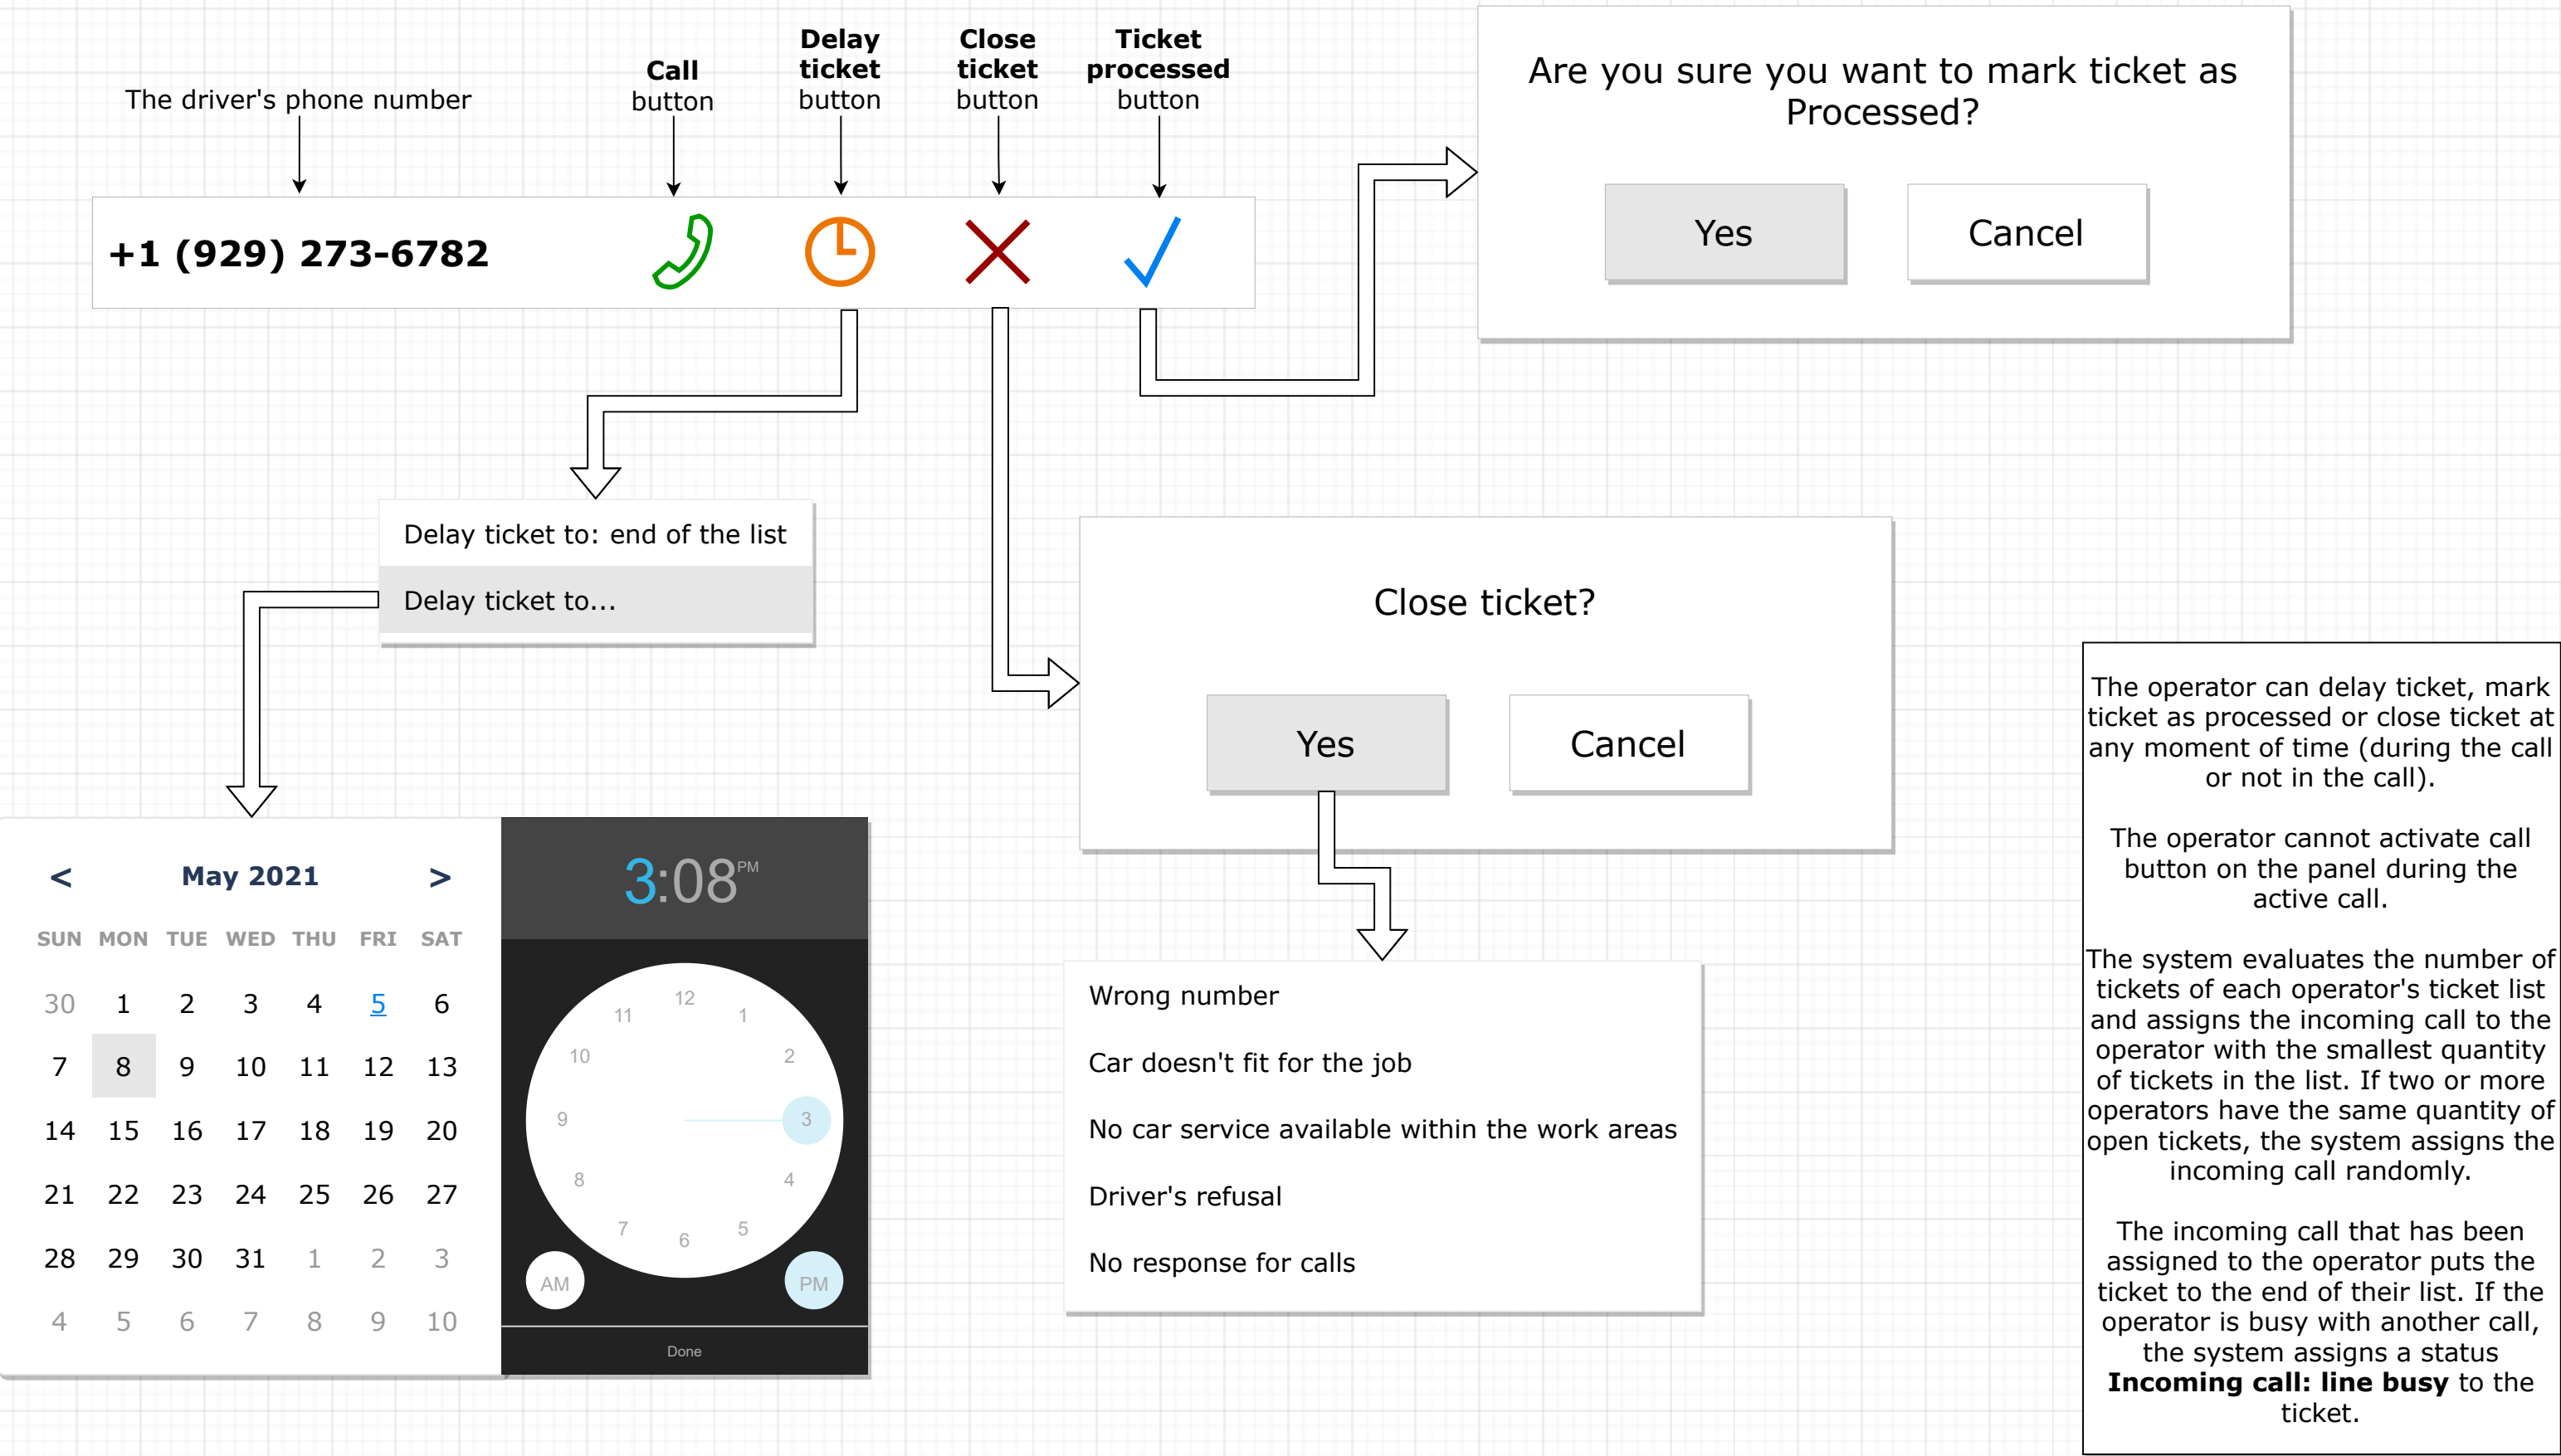 The driver's phone number
Call
button
Delay
ticket
button
Close
ticket
button
Ticket
processed
button
+1 (929) 273-6782
Are you sure you want to mark ticket as
Processed?
Yes
Cancel
Delay ticket to: end of the list
Delay ticket to...
Close ticket?
Yes
Cancel
< May 2021 >
SUN MON TUE WED THU FRI SAT
30 1 2 3 4 5 6
7 8 9 10 11 12 13
14 15 16 17 18 19 20
21 22 23 24 25 26 27
28 29 30 31 1 2 3
4 5 6 7 8 9 10
3:08 PM
12
11
1
10
2
9
3
8
4
7
5
6
AM
PM
Done
Wrong number
Car doesn't fit for the job
No car service available within the work areas
Driver's refusal
No response for calls
The operator can delay ticket, mark
ticket as processed or close ticket at
any moment of time (during the call
or not in the call).
The operator cannot activate call
button on the panel during the
active call.
The system evaluates the number of
tickets of each operator's ticket list
and assigns the incoming call to the
operator with the smallest quantity
of tickets in the list. If two or more
operators have the same quantity of
open tickets, the system assigns the
incoming call randomly.
The incoming call that has been
assigned to the operator puts the
ticket to the end of their list. If the
operator is busy with another call,
the system assigns a status
Incoming call: line busy to the
ticket.